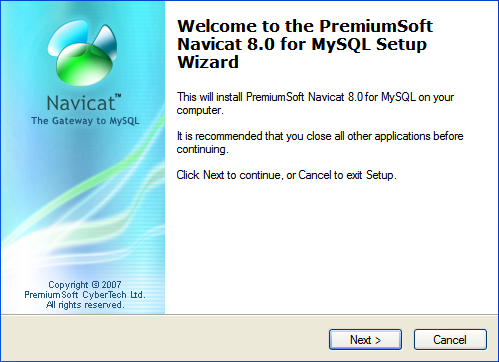 Navicat™
The Gateway to MySQL
Copyright © 2007
PremiumSoft CyberTech Ltd.
All rights reserved.
Welcome to the PremiumSoft
Navicat 8.0 for MySQL Setup
Wizard
This will install PremiumSoft Navicat 8.0 for MySQL on your
computer.
It is recommended that you close all other applications before
continuing.
Click Next to continue, or Cancel to exit Setup.
Next >
Cancel